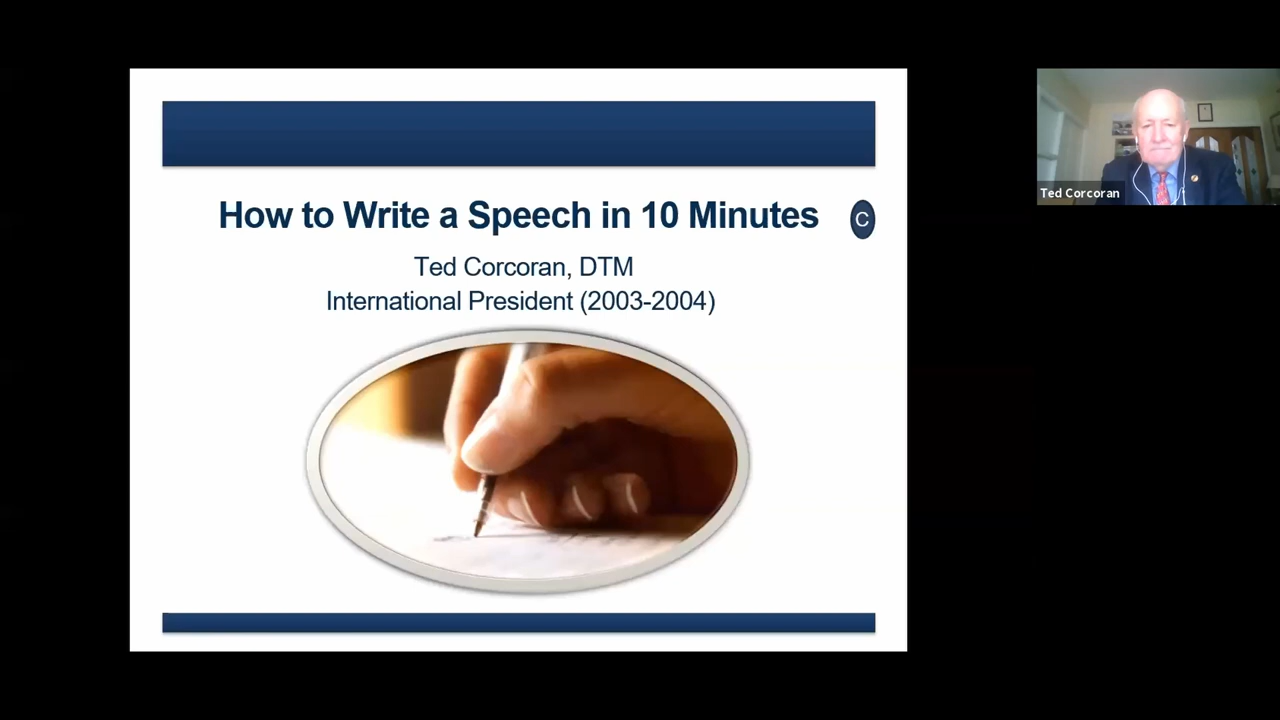 How to Write a Speech in 10 Minutes
C
Ted Corcoran, DTM
International President (2003-2004)
Ted Corcoran